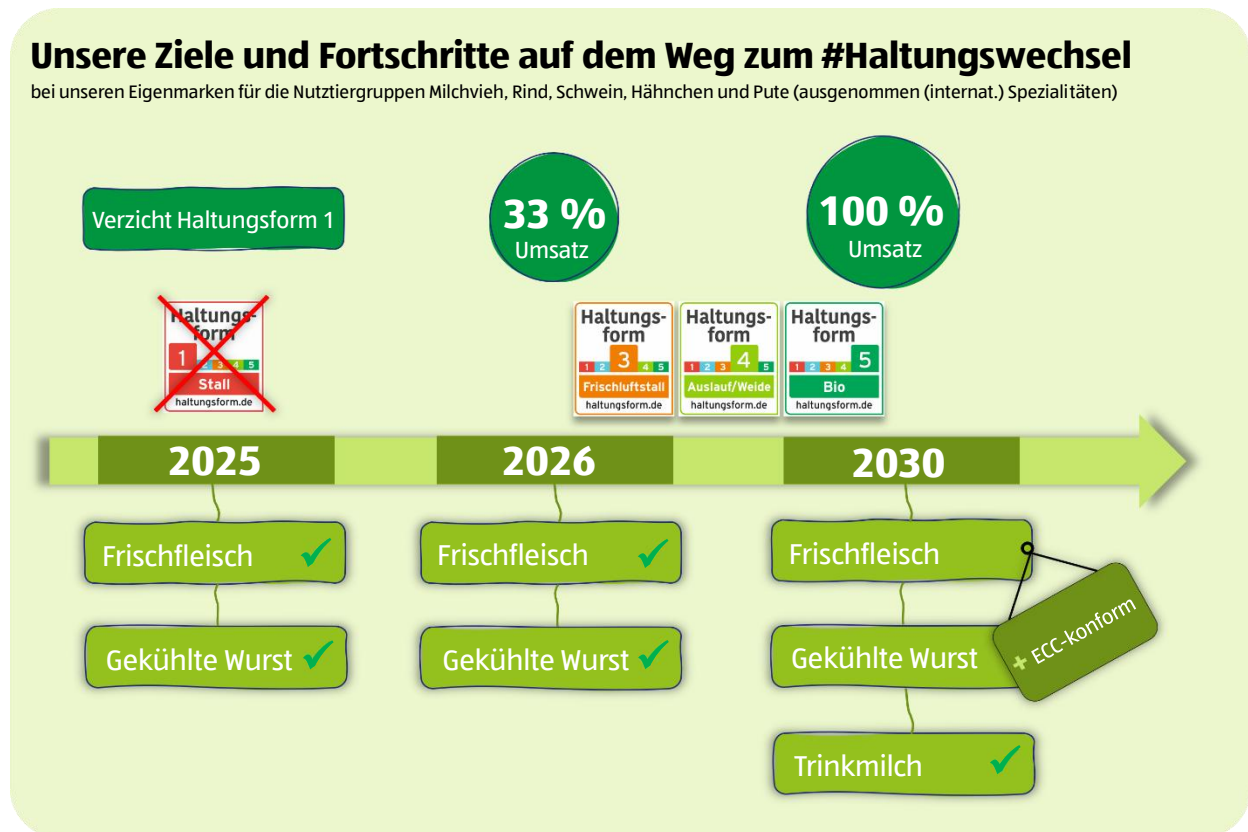 Unsere Ziele und Fortschritte auf dem Weg zum #Haltungswechsel
bei unseren Eigenmarken für die Nutztiergruppen Milchvieh, Rind, Schwein, Hähnchen und Pute (ausgenommen (internat.) Spezialitäten)
Verzicht Haltungsform 1
33 %
Umsatz
100 %
Umsatz
Haltungs-
form
1 2 3 4 5
Stall
haltungsform.de
Haltungs-
form
1 2 3 4 5
Frischluftstall
haltungsform.de
Haltungs-
form
1 2 3 4 5
Auslauf/Weide
haltungsform.de
Haltungs-
form
1 2 3 4 5
Bio
haltungsform.de
2025
2026
2030
Frischfleisch
Frischfleisch
Frischfleisch
Gekühlte Wurst
Gekühlte Wurst
Gekühlte Wurst
+ ECC-konform
Trinkmilch